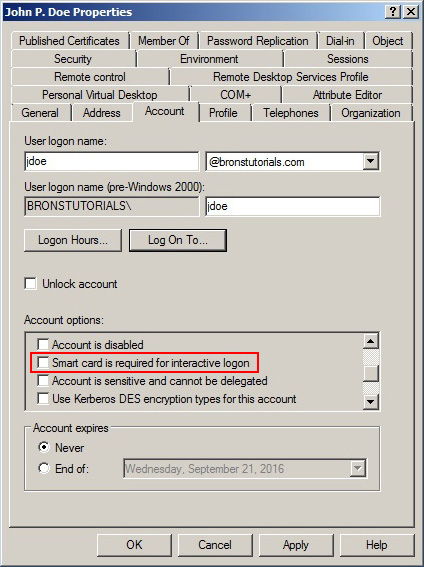 John P. Doe Properties
Published Certificates Member Of Password Replication Dial-in Object
Security Environment Sessions
Remote control Remote Desktop Services Profile
Personal Virtual Desktop COM+ Attribute Editor
General Address Account Profile Telephones Organization
User logon name:
jdoe @bronstutorials.com
User logon name (pre-Windows 2000):
BRONSTUTORIALS\ jdoe
Logon Hours... Log On To...
Unlock account
Account options:
Account is disabled
Smart card is required for interactive logon
Account is sensitive and cannot be delegated
Use Kerberos DES encryption types for this account
Account expires
Never
End of: Wednesday, September 21, 2016
OK Cancel Apply Help